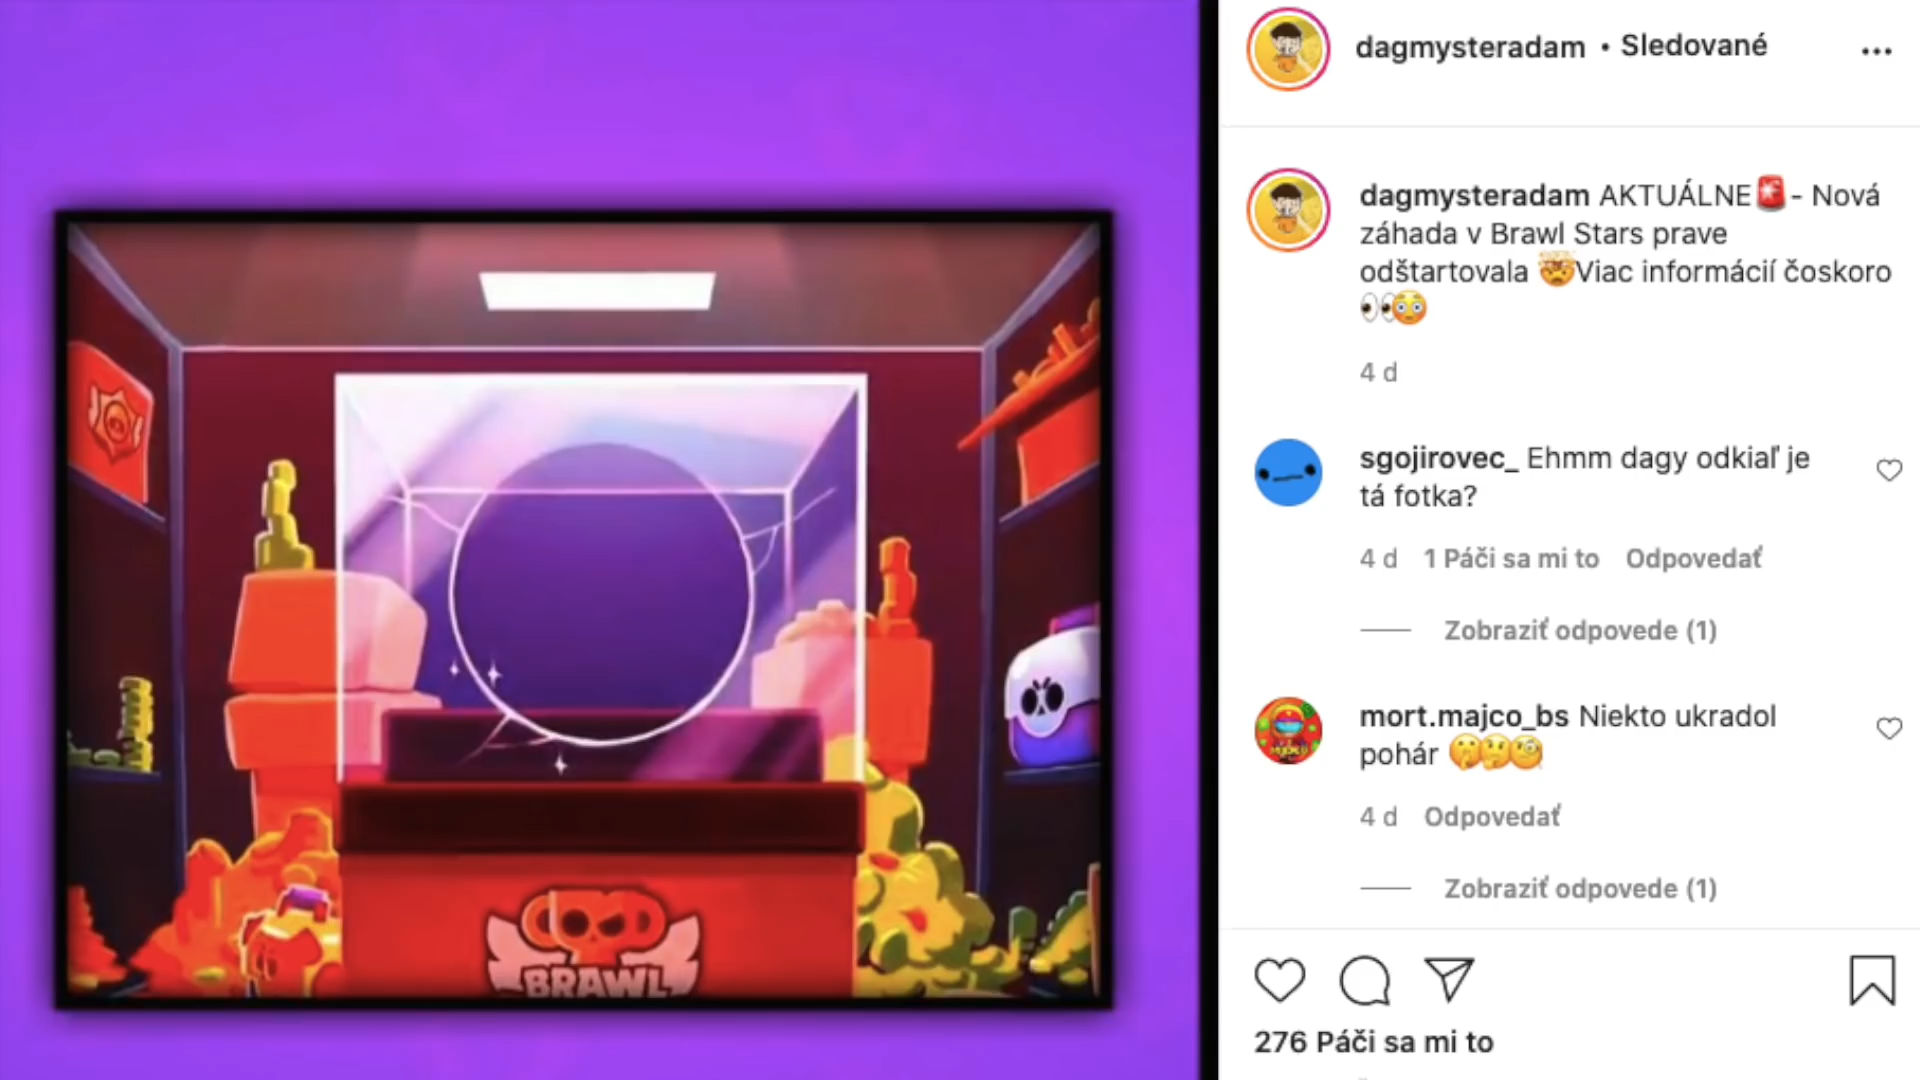 dagmysteradam • Sledované
dagmysteradam AKTUÁLNE🚨- Nová
záhada v Brawl Stars prave
odštartovala 🤯Viac informácií čoskoro
👀😳
4 d
sgojirovec_ Ehmm dagy odkiaľ je
tá fotka?
4 d 1 Páči sa mi to Odpovedať
Zobraziť odpovede (1)
mort.majco_bs Niekto ukradol
pohár 🤔🤔🧐
4 d Odpovedať
Zobraziť odpovede (1)
276 Páči sa mi to
BRAWL